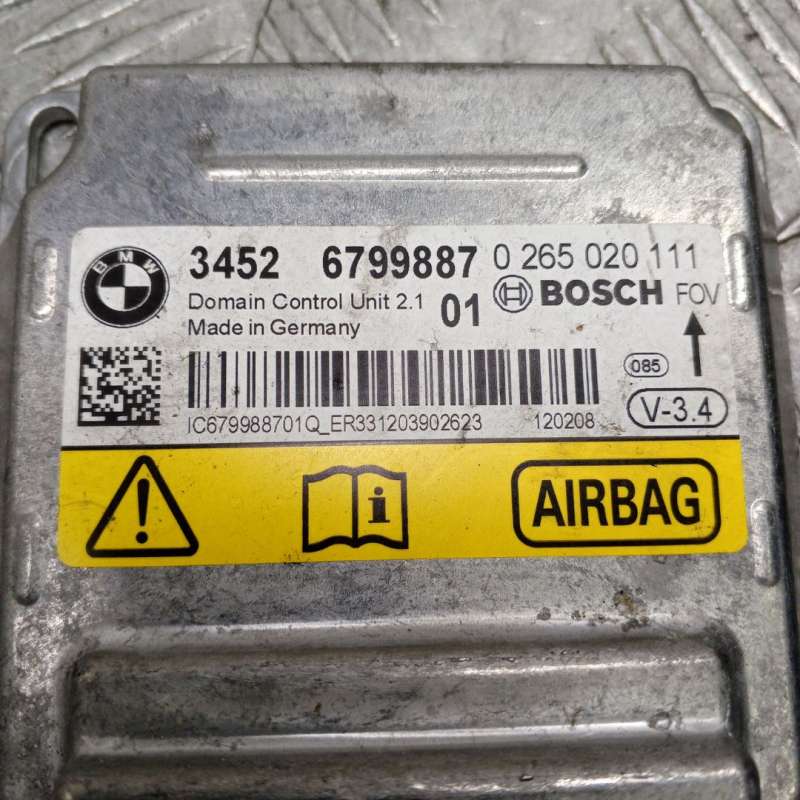 BMW
3452 6799887 0 265 020 111
Domain Control Unit 2.1 01 BOSCH FOV
Made in Germany
085
V-3.4
IC679988701Q_ER331203902623 120208
i AIRBAG